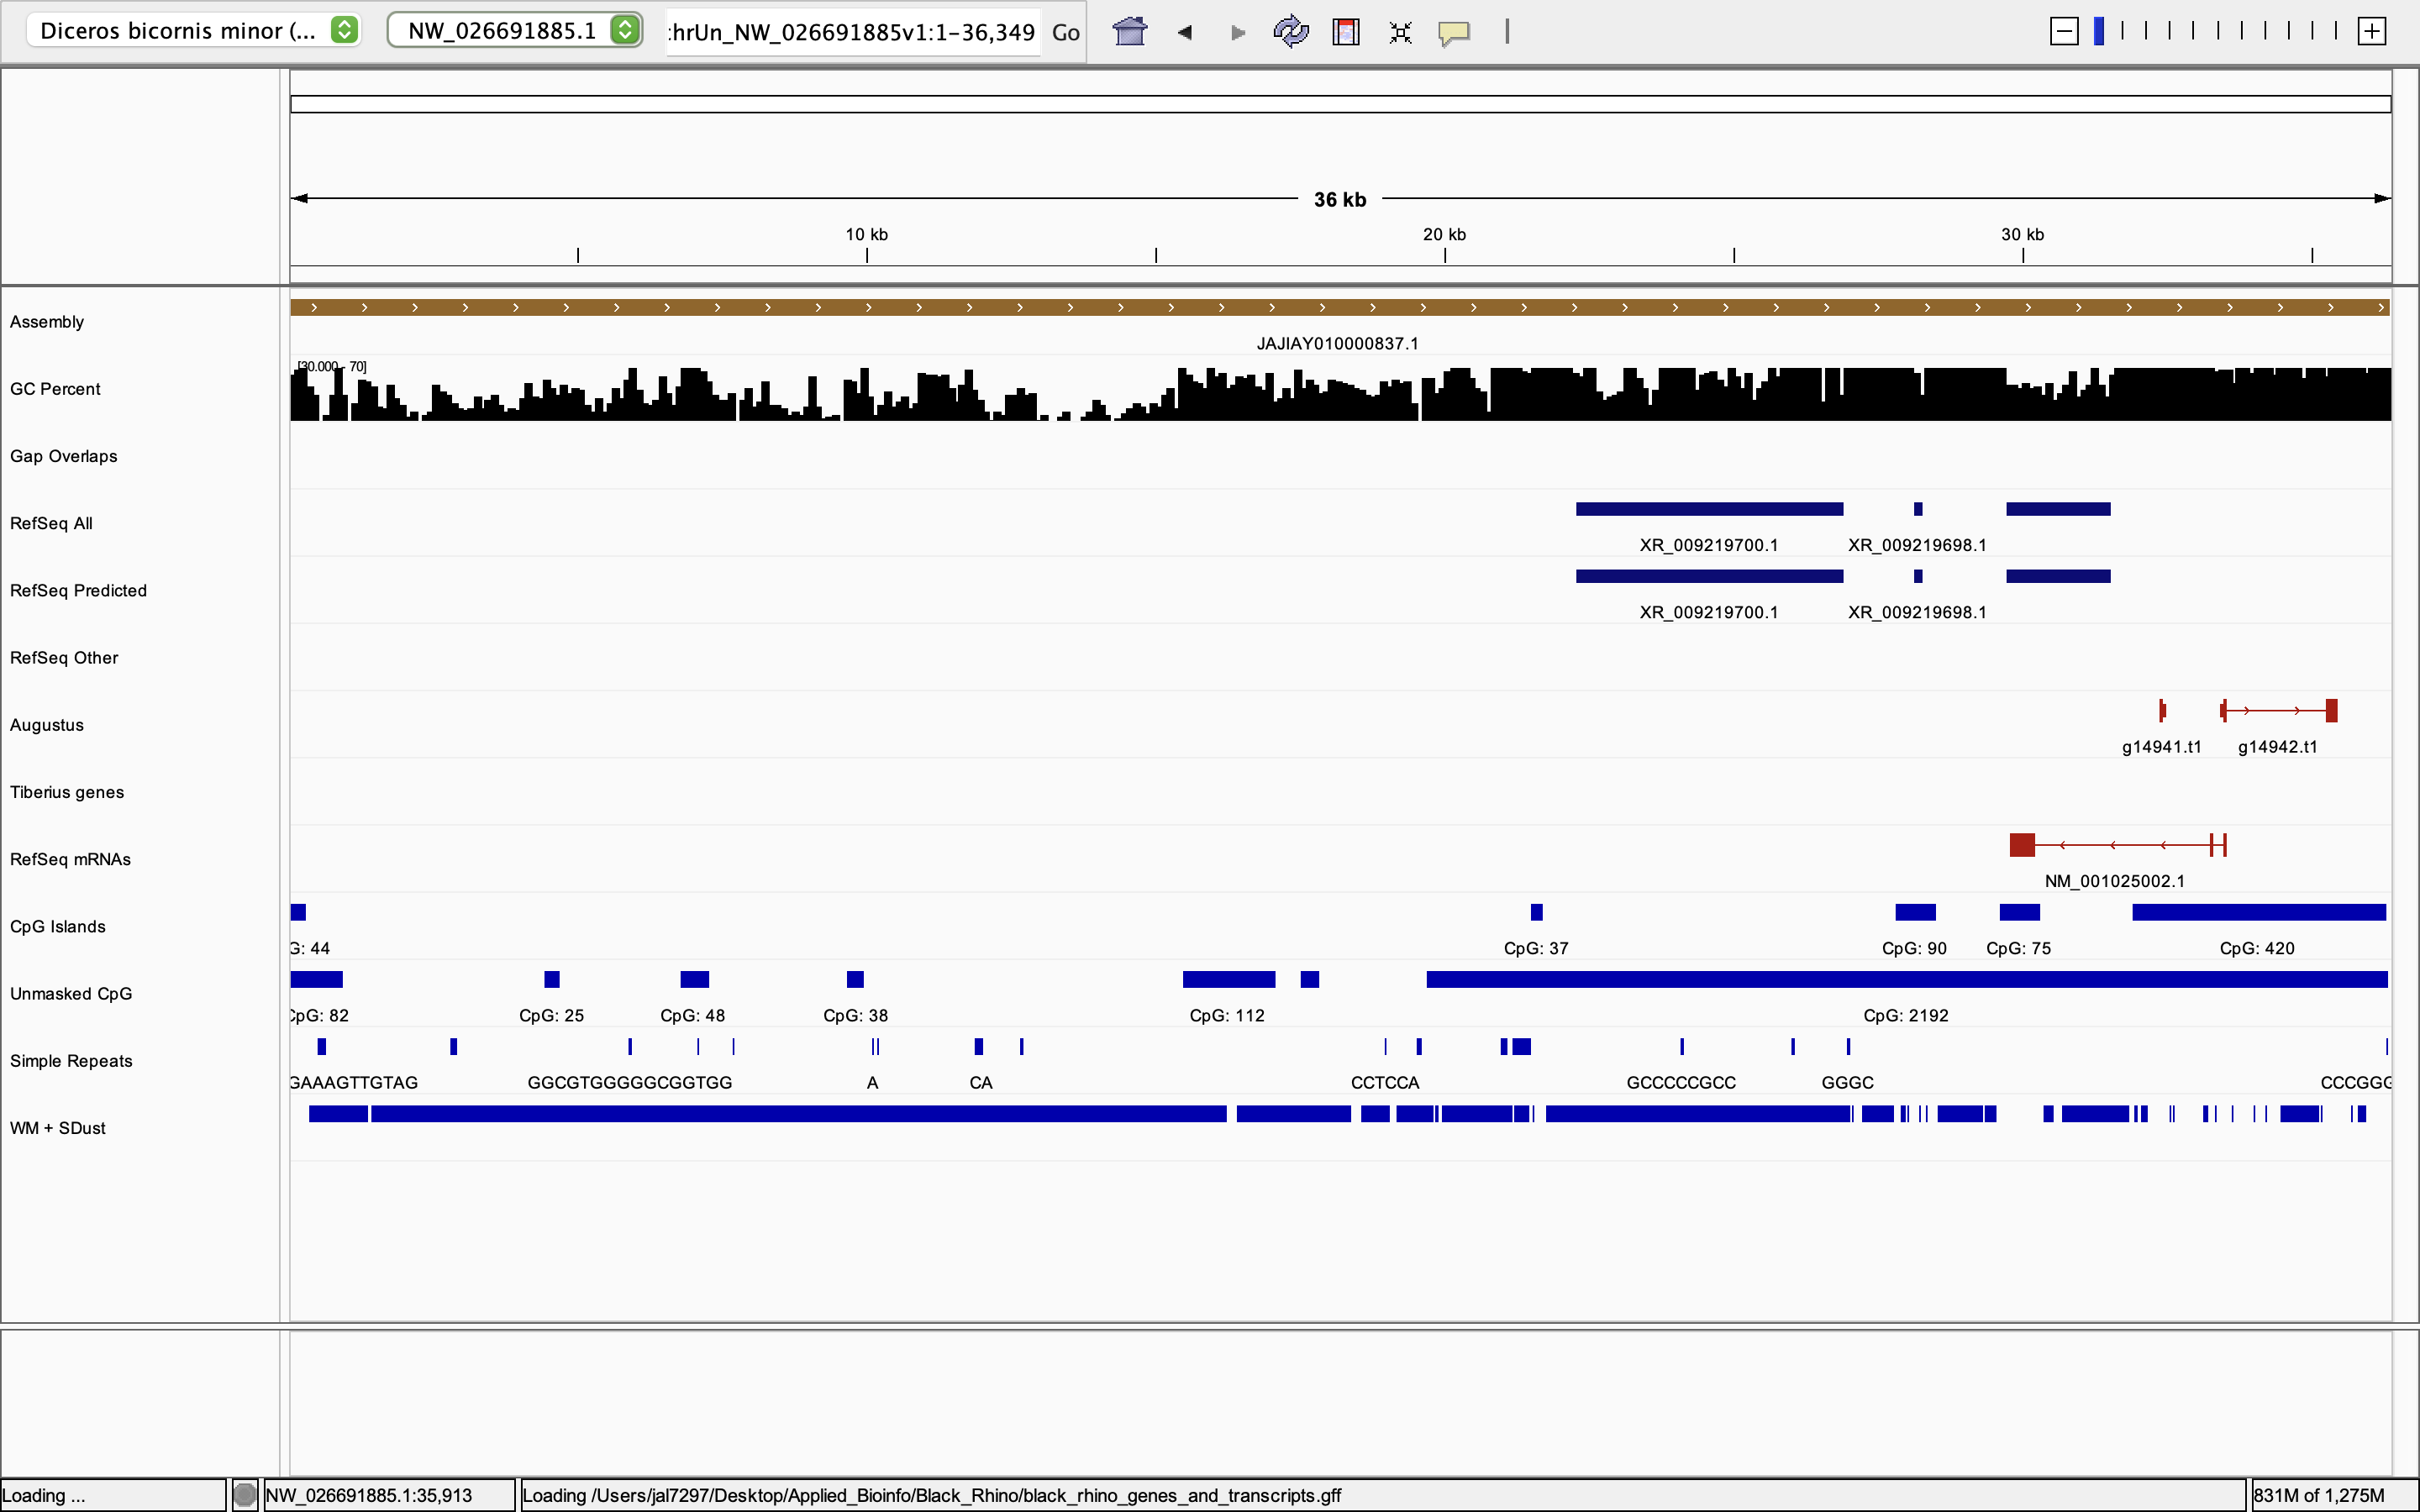 Diceros bicornis minor (...
NW_026691885.1
:hrUn_NW_026691885v1:1-36,349
Go
36 kb
10 kb
20 kb
30 kb
Assembly
JAJIAY010000837.1
[30.000 - 70]
GC Percent
Gap Overlaps
RefSeq All
XR_009219700.1
XR_009219698.1
RefSeq Predicted
XR_009219700.1
XR_009219698.1
RefSeq Other
Augustus
g14941.t1
g14942.t1
Tiberius genes
RefSeq mRNAs
NM_001025002.1
CpG Islands
G: 44
CpG: 37
CpG: 90
CpG: 75
CpG: 420
Unmasked CpG
CpG: 82
CpG: 25
CpG: 48
CpG: 38
CpG: 112
CpG: 2192
Simple Repeats
GAAAGTTGTAG
GGCGTGGGGGCGGTGG
A
CA
CCTCCA
GCCCCCGCC
GGGC
CCCGGG
WM + SDust
Loading ...
NW_026691885.1:35,913
Loading /Users/jal7297/Desktop/Applied_Bioinfo/Black_Rhino/black_rhino_genes_and_transcripts.gff
831M of 1,275M